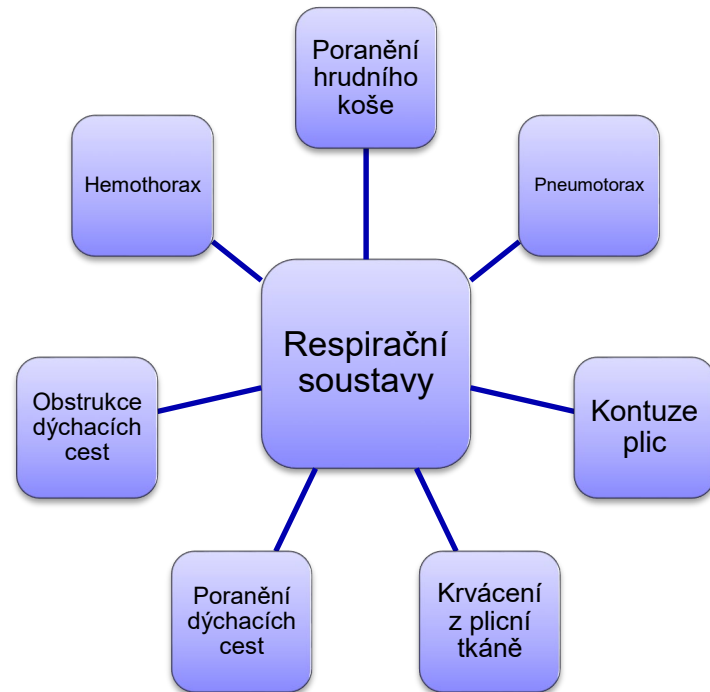 Poranění
hrudního
koše
Hemothorax
Pneumotorax
Respirační
soustavy
Obstrukce
dýchacích
cest
Kontuze
plic
Poranění
dýchacích
cest
Krvácení
z plicní
tkáně